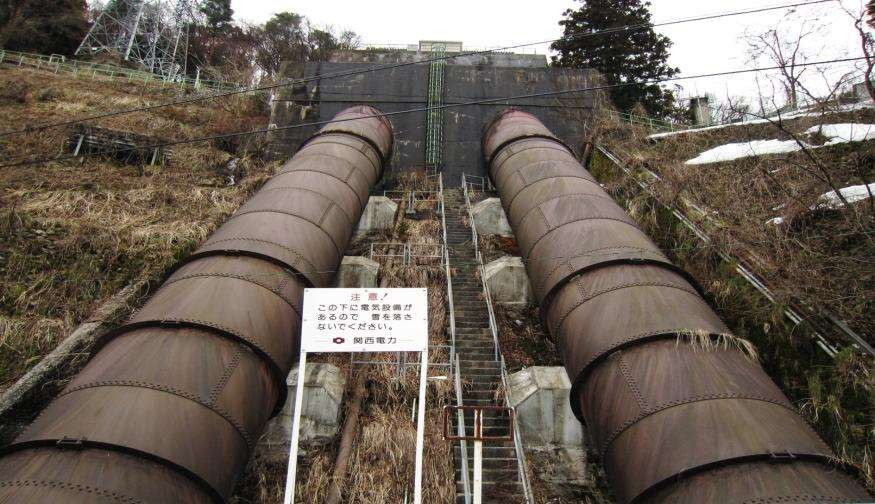 注意!
この下に電気設備が
あるので 雪を落さ
ないでください。
関西電力